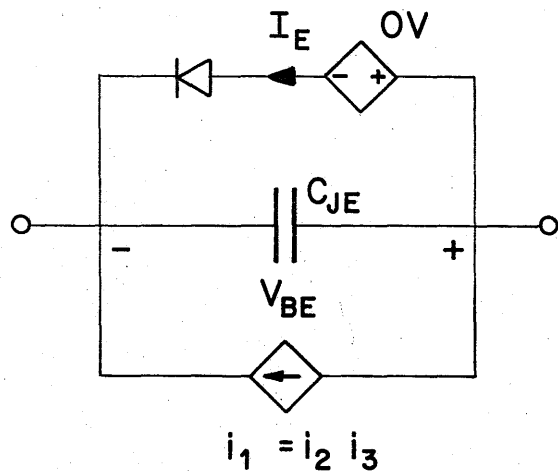 I_E 0V
- +
C_JE
- +
V_BE
i_1 = i_2 i_3